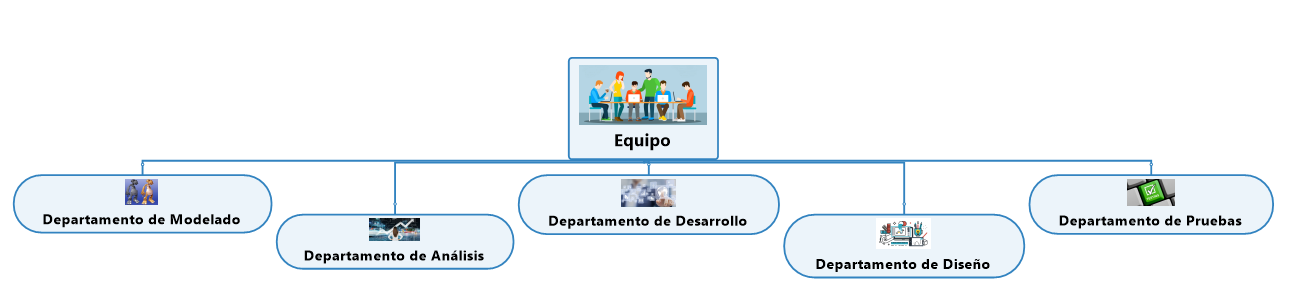 Equipo
Departamento de Modelado
Departamento de Análisis
Departamento de Desarrollo
Departamento de Diseño
Departamento de Pruebas